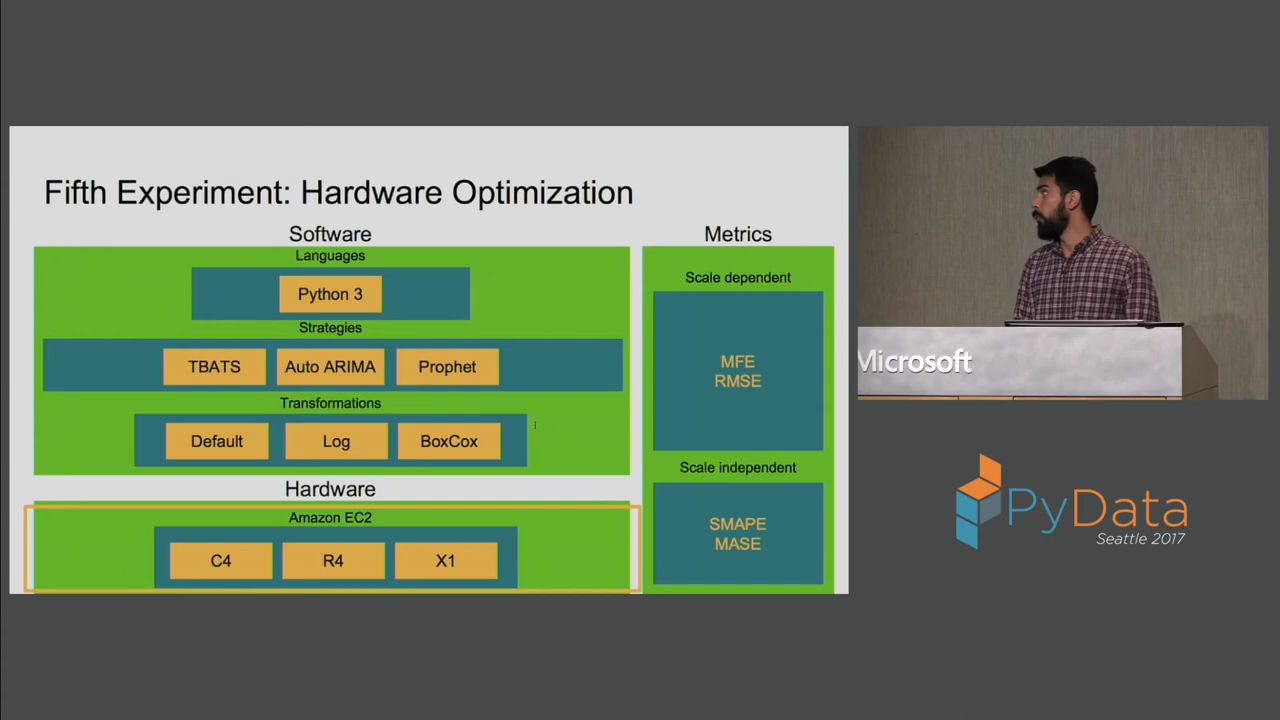 Fifth Experiment: Hardware Optimization
Software
Languages
Python 3
Strategies
TBATS
Auto ARIMA
Prophet
Transformations
Default
Log
BoxCox
Hardware
Amazon EC2
C4
R4
X1
Metrics
Scale dependent
MFE
RMSE
Scale independent
SMAPE
MASE
Microsoft
PyData
Seattle 2017